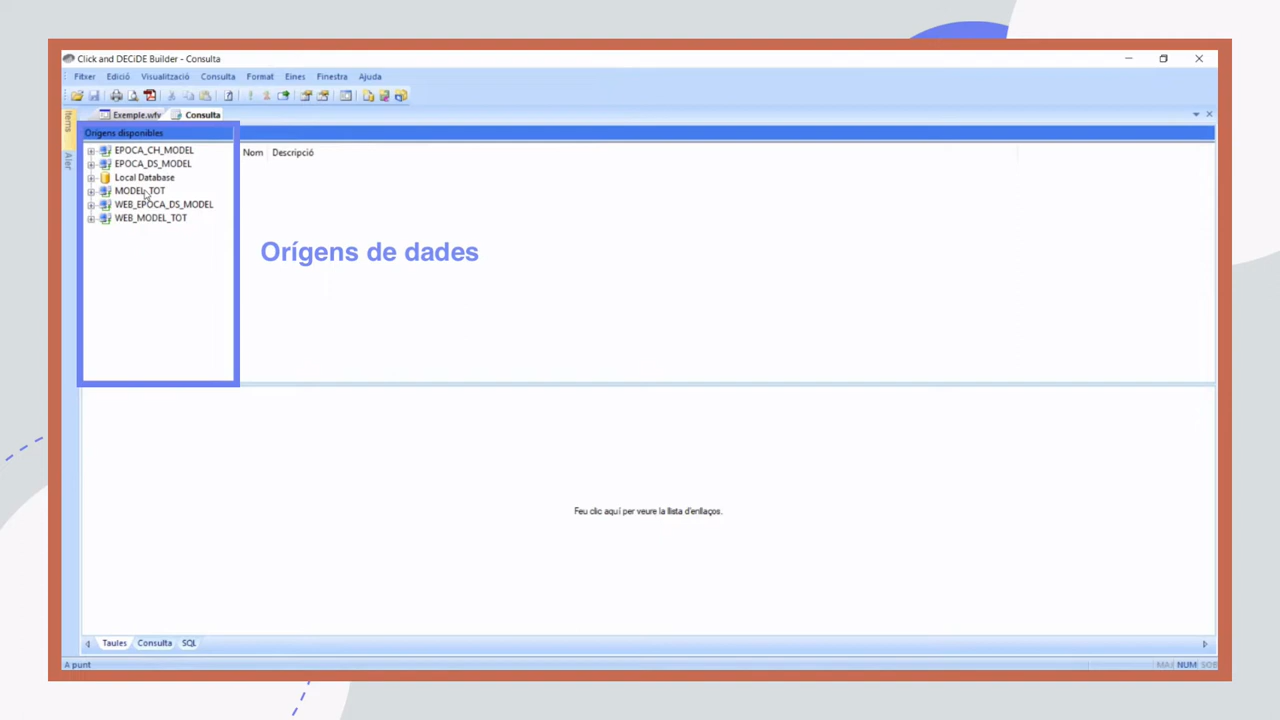 Click and DECiDE Builder - Consulta
Fitxer Edició Visualització Consulta Format Eines Finestra Ajuda
Items
Exemple.wfv Consulta
Orígens disponibles
EPOCA_CH_MODEL
EPOCA_DS_MODEL
Local Database
MODEL_TOT
WEB_EPOCA_DS_MODEL
WEB_MODEL_TOT
Nom Descripció
Orígens de dades
Feu clic aquí per veure la llista d'enllaços.
Taules Consulta SQL
A punt
NUM SOB